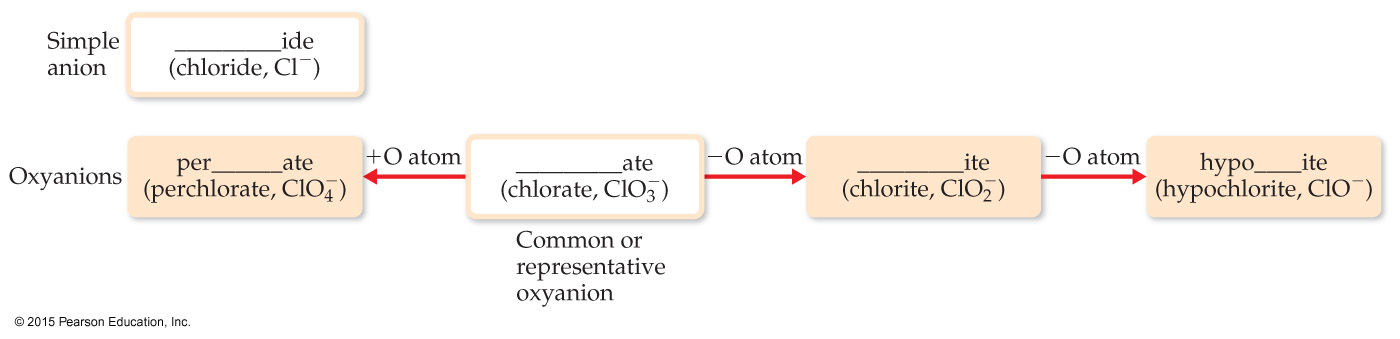 Simple
anion
_________ide
(chloride, Cl⁻)
Oxyanions
per______ate
(perchlorate, ClO₄⁻)
+O atom
_________ate
(chlorate, ClO₃⁻)
−O atom
_________ite
(chlorite, ClO₂⁻)
−O atom
hypo____ite
(hypochlorite, ClO⁻)
Common or
representative
oxyanion
© 2015 Pearson Education, Inc.